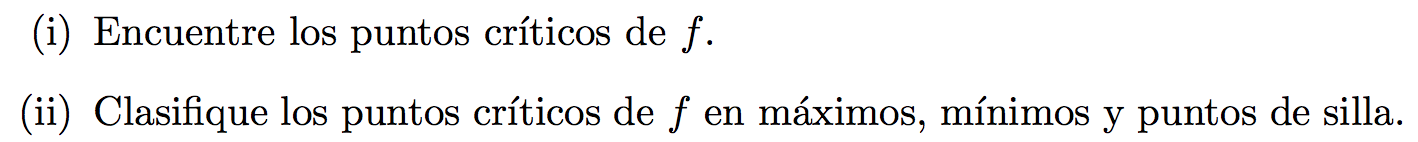 (i) Encuentre los puntos críticos de f.
(ii) Clasifique los puntos críticos de f en máximos, mínimos y puntos de silla.